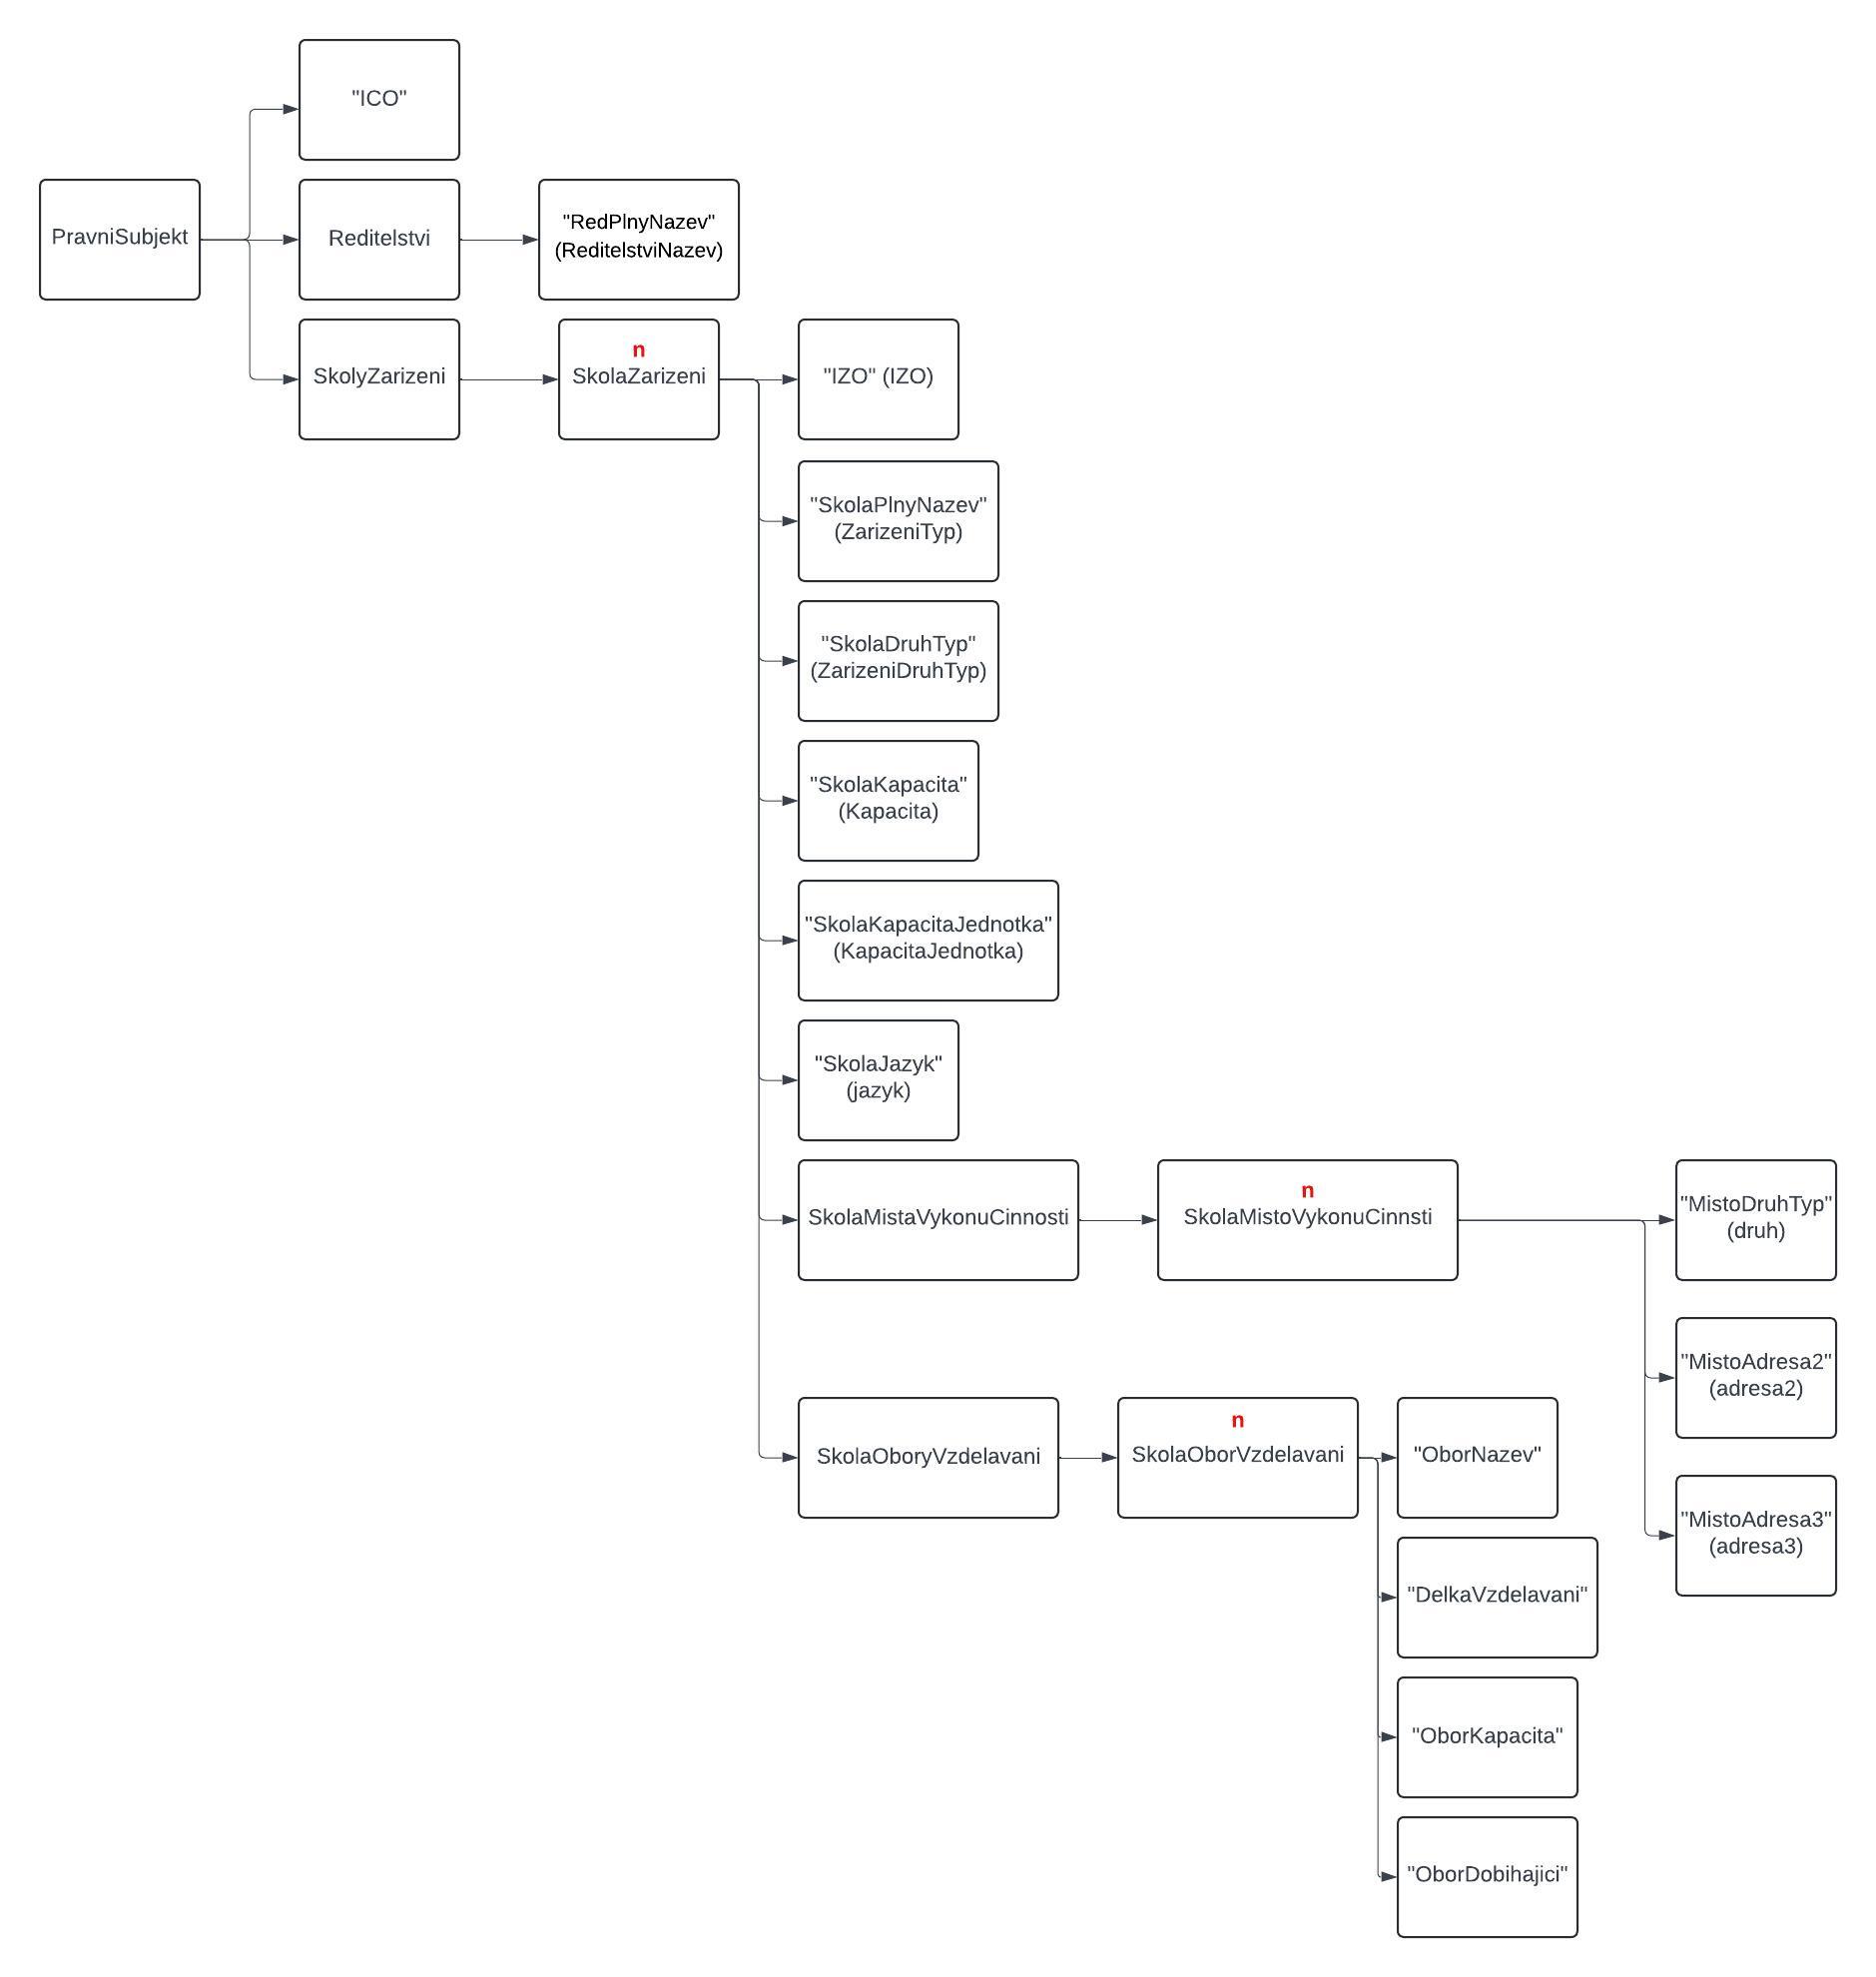 "ICO"
PravniSubjekt
Reditelstvi
"RedPlnyNazev"
(ReditelstviNazev)
SkolyZarizeni
n
SkolaZarizeni
"IZO" (IZO)
"SkolaPlnyNazev"
(ZarizeniTyp)
"SkolaDruhTyp"
(ZarizeniDruhTyp)
"SkolaKapacita"
(Kapacita)
"SkolaKapacitaJednotka"
(KapacitaJednotka)
"SkolaJazyk"
(jazyk)
SkolaMistaVykonuCinnosti
n
SkolaMistoVykonuCinnsti
"MistoDruhTyp"
(druh)
"MistoAdresa2"
(adresa2)
"MistoAdresa3"
(adresa3)
SkolaOboryVzdelavani
n
SkolaOborVzdelavani
"OborNazev"
"DelkaVzdelavani"
"OborKapacita"
"OborDobihajici"